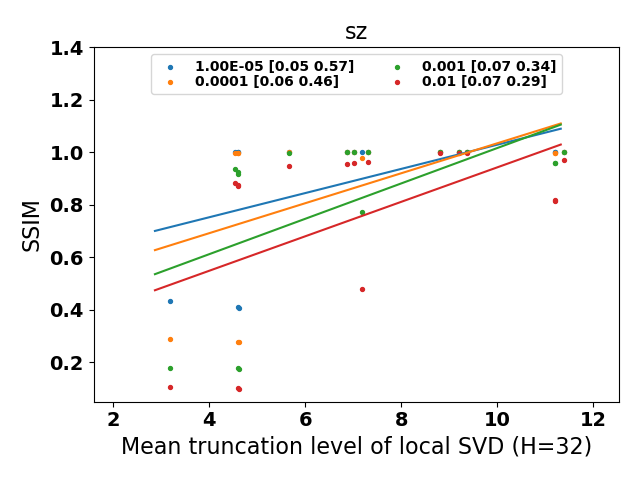 sz
1.4
1.00E-05 [0.05 0.57]
0.001 [0.07 0.34]
0.0001 [0.06 0.46]
0.01 [0.07 0.29]
1.2
1.0
0.8
SSIM
0.6
0.4
0.2
2 4 6 8 10 12
Mean truncation level of local SVD (H=32)